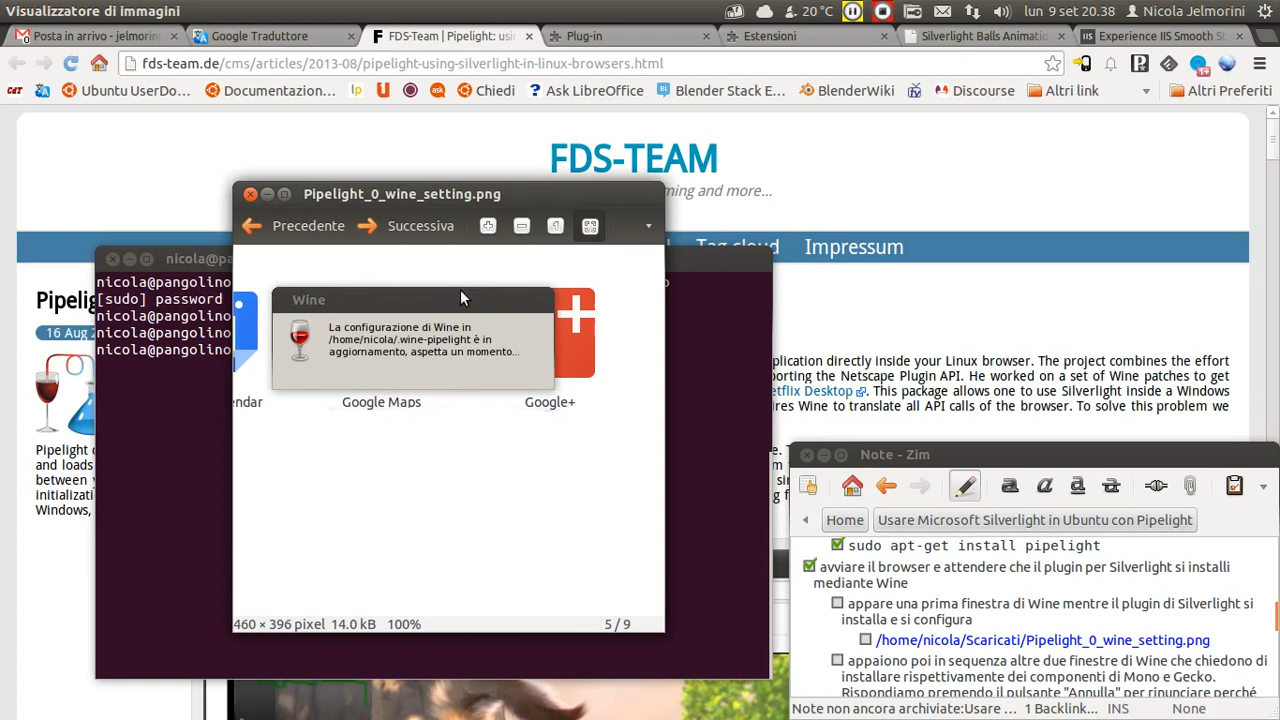 Visualizzatore di immagini
20 °C
lun 9 set 20.38
Nicola Jelmorini
Posta in arrivo - jelmorini
Google Traduttore
FDS-Team | Pipelight: usi
Plug-in
Estensioni
Silverlight Balls Animatio
Experience IIS Smooth St
fds-team.de/cms/articles/2013-08/pipelight-using-silverlight-in-linux-browsers.html
Ubuntu UserDo...
Documentazion...
Chiedi
Ask LibreOffice
Blender Stack E...
BlenderWiki
Discourse
Altri link
Altri Preferiti
FDS-TEAM
ming and more...
Tag cloud
Impressum
Pipelight_0_wine_setting.png
Precedente
Successiva
nicola@pa
nicola@pangolino
[sudo] password
nicola@pangolino
nicola@pangolino
nicola@pangolino
Wine
La configurazione di Wine in
/home/nicola/.wine-pipelight è in
aggiornamento, aspetta un momento...
endar
Google Maps
Google+
460 × 396 pixel 14.0 kB 100%
5 / 9
Pipelig
16 Aug 2
Pipelight
and loads
between
initializatio
Windows,
plication directly inside your Linux browser. The project combines the effort
porting the Netscape Plugin API. He worked on a set of Wine patches to get
etflix Desktop. This package allows one to use Silverlight inside a Windows
ires Wine to translate all API calls of the browser. To solve this problem we
Note - Zim
Home
Usare Microsoft Silverlight in Ubuntu con Pipelight
sudo apt-get install pipelight
avviare il browser e attendere che il plugin per Silverlight si installi
mediante Wine
appare una prima finestra di Wine mentre il plugin di Silverlight si
installa e si configura
/home/nicola/Scaricati/Pipelight_0_wine_setting.png
appaiono poi in sequenza altre due finestre di Wine che chiedono di
installare rispettivamente dei componenti di Mono e Gecko.
Rispondiamo premendo il pulsante "Annulla" per rinunciare perché
Note non ancora archiviate:Usare ...
1 Backlink...
INS
None